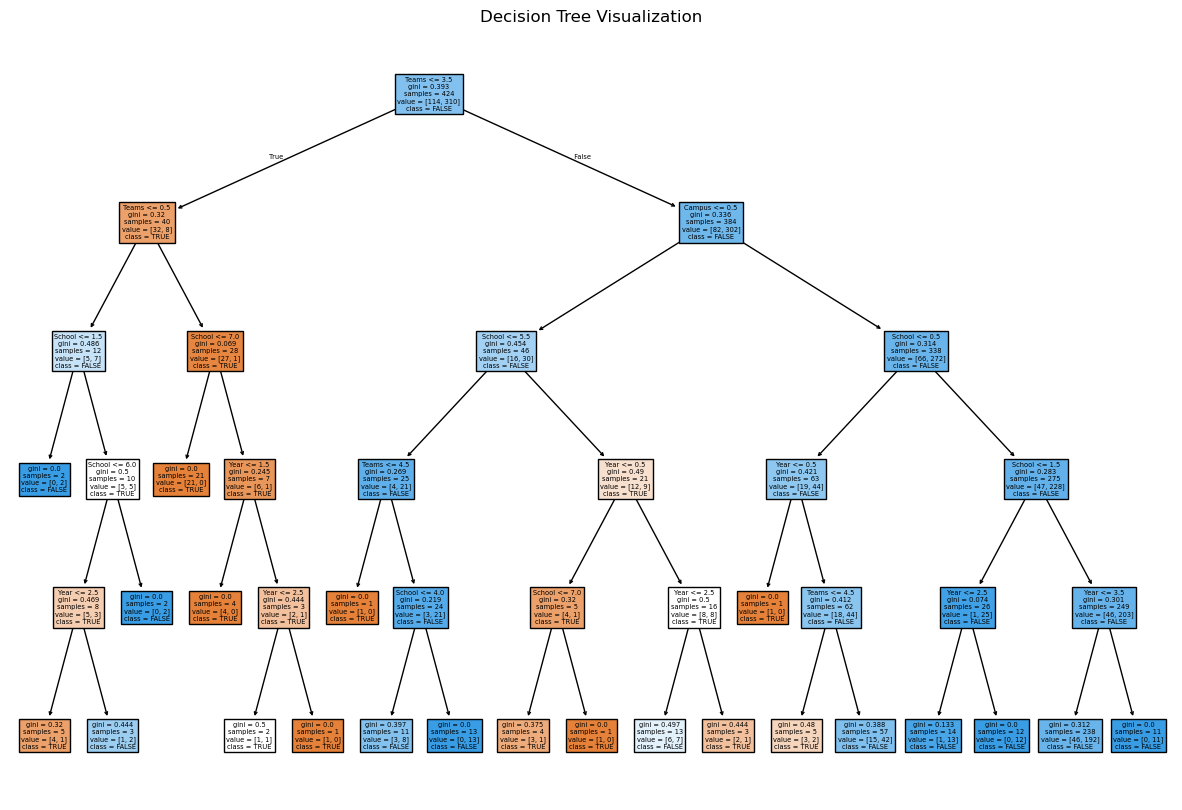 Decision Tree Visualization
Teams <= 3.5
gini = 0.393
samples = 424
value = [114, 310]
class = FALSE
True
False
Teams <= 0.5
gini = 0.32
samples = 40
value = [32, 8]
class = TRUE
Campus <= 0.5
gini = 0.336
samples = 384
value = [82, 302]
class = FALSE
School <= 1.5
gini = 0.486
samples = 12
value = [5, 7]
class = FALSE
School <= 7.0
gini = 0.069
samples = 28
value = [27, 1]
class = TRUE
School <= 5.5
gini = 0.454
samples = 46
value = [16, 30]
class = FALSE
School <= 0.5
gini = 0.314
samples = 338
value = [66, 272]
class = FALSE
gini = 0.0
samples = 2
value = [0, 2]
class = FALSE
School <= 6.0
gini = 0.5
samples = 10
value = [5, 5]
class = TRUE
gini = 0.0
samples = 21
value = [21, 0]
class = TRUE
Year <= 1.5
gini = 0.245
samples = 7
value = [6, 1]
class = TRUE
Teams <= 4.5
gini = 0.269
samples = 25
value = [4, 21]
class = FALSE
Year <= 0.5
gini = 0.49
samples = 21
value = [12, 9]
class = TRUE
Year <= 0.5
gini = 0.421
samples = 63
value = [19, 44]
class = FALSE
School <= 1.5
gini = 0.283
samples = 275
value = [47, 228]
class = FALSE
Year <= 2.5
gini = 0.469
samples = 8
value = [5, 3]
class = TRUE
gini = 0.0
samples = 2
value = [0, 2]
class = FALSE
gini = 0.0
samples = 4
value = [4, 0]
class = TRUE
Year <= 2.5
gini = 0.444
samples = 3
value = [2, 1]
class = TRUE
gini = 0.0
samples = 1
value = [1, 0]
class = TRUE
School <= 4.0
gini = 0.219
samples = 24
value = [3, 21]
class = FALSE
School <= 7.0
gini = 0.32
samples = 5
value = [4, 1]
class = TRUE
Year <= 2.5
gini = 0.5
samples = 16
value = [8, 8]
class = TRUE
gini = 0.0
samples = 1
value = [1, 0]
class = TRUE
Teams <= 4.5
gini = 0.412
samples = 62
value = [18, 44]
class = FALSE
Year <= 2.5
gini = 0.074
samples = 26
value = [1, 25]
class = FALSE
Year <= 3.5
gini = 0.301
samples = 249
value = [46, 203]
class = FALSE
gini = 0.32
samples = 5
value = [4, 1]
class = TRUE
gini = 0.444
samples = 3
value = [1, 2]
class = FALSE
gini = 0.5
samples = 2
value = [1, 1]
class = TRUE
gini = 0.0
samples = 1
value = [1, 0]
class = TRUE
gini = 0.397
samples = 11
value = [3, 8]
class = FALSE
gini = 0.0
samples = 13
value = [0, 13]
class = FALSE
gini = 0.375
samples = 4
value = [3, 1]
class = TRUE
gini = 0.0
samples = 1
value = [1, 0]
class = TRUE
gini = 0.497
samples = 13
value = [6, 7]
class = FALSE
gini = 0.444
samples = 3
value = [2, 1]
class = TRUE
gini = 0.48
samples = 5
value = [3, 2]
class = TRUE
gini = 0.388
samples = 57
value = [15, 42]
class = FALSE
gini = 0.133
samples = 14
value = [1, 13]
class = FALSE
gini = 0.0
samples = 12
value = [0, 12]
class = FALSE
gini = 0.312
samples = 238
value = [46, 192]
class = FALSE
gini = 0.0
samples = 11
value = [0, 11]
class = FALSE